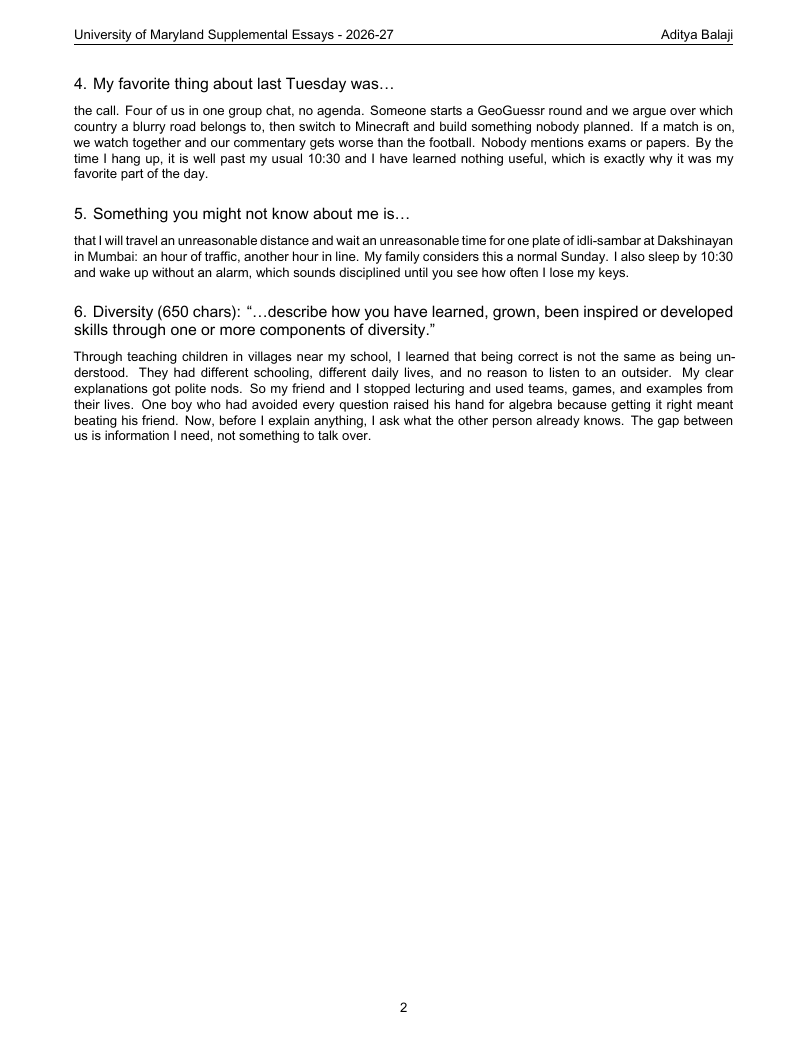 University of Maryland Supplemental Essays - 2026-27 Aditya Balaji
4. My favorite thing about last Tuesday was…
the call. Four of us in one group chat, no agenda. Someone starts a GeoGuessr round and we argue over which
country a blurry road belongs to, then switch to Minecraft and build something nobody planned. If a match is on,
we watch together and our commentary gets worse than the football. Nobody mentions exams or papers. By the
time I hang up, it is well past my usual 10:30 and I have learned nothing useful, which is exactly why it was my
favorite part of the day.
5. Something you might not know about me is…
that I will travel an unreasonable distance and wait an unreasonable time for one plate of idli-sambar at Dakshinayan
in Mumbai: an hour of traffic, another hour in line. My family considers this a normal Sunday. I also sleep by 10:30
and wake up without an alarm, which sounds disciplined until you see how often I lose my keys.
6. Diversity (650 chars): “…describe how you have learned, grown, been inspired or developed
skills through one or more components of diversity.”
Through teaching children in villages near my school, I learned that being correct is not the same as being un-
derstood. They had different schooling, different daily lives, and no reason to listen to an outsider. My clear
explanations got polite nods. So my friend and I stopped lecturing and used teams, games, and examples from
their lives. One boy who had avoided every question raised his hand for algebra because getting it right meant
beating his friend. Now, before I explain anything, I ask what the other person already knows. The gap between
us is information I need, not something to talk over.
2